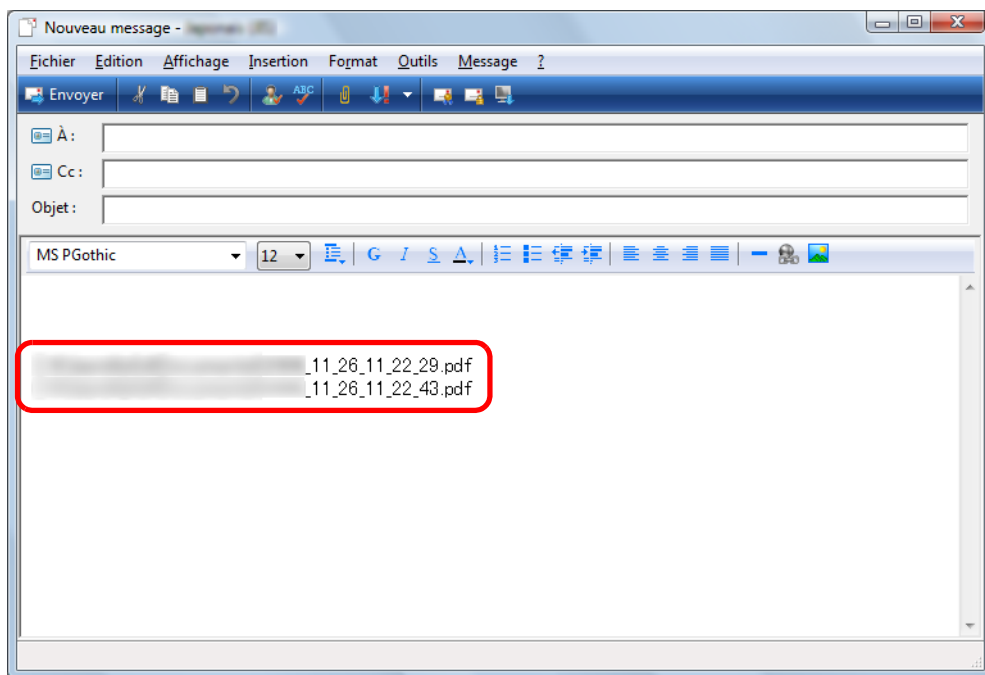 Nouveau message -
Fichier Edition Affichage Insertion Format Outils Message ?
Envoyer ABC
À :
Cc :
Objet :
MS PGothic 12 G I S A
_11_26_11_22_29.pdf
_11_26_11_22_43.pdf